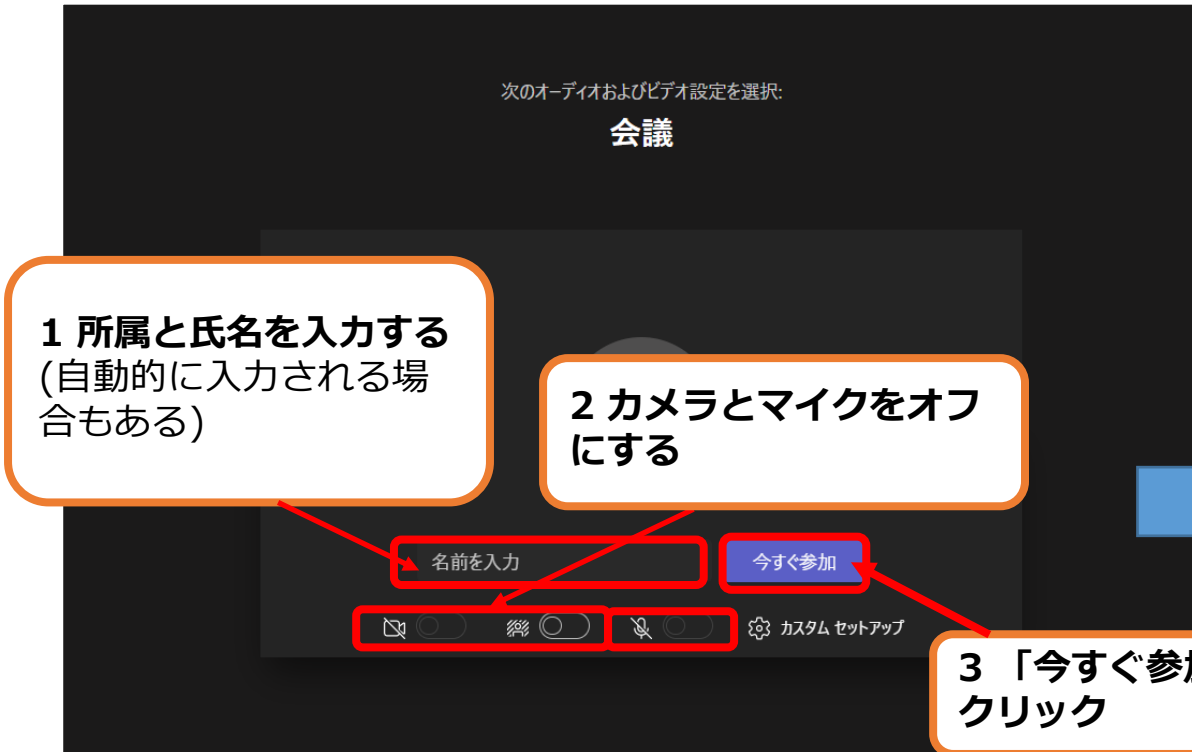 次のオーディオおよびビデオ設定を選択:
会議
1 所属と氏名を入力する
(自動的に入力される場
合もある)
2 カメラとマイクをオフ
にする
名前を入力
今すぐ参加
カスタム セットアップ
3 「今すぐ参
クリック